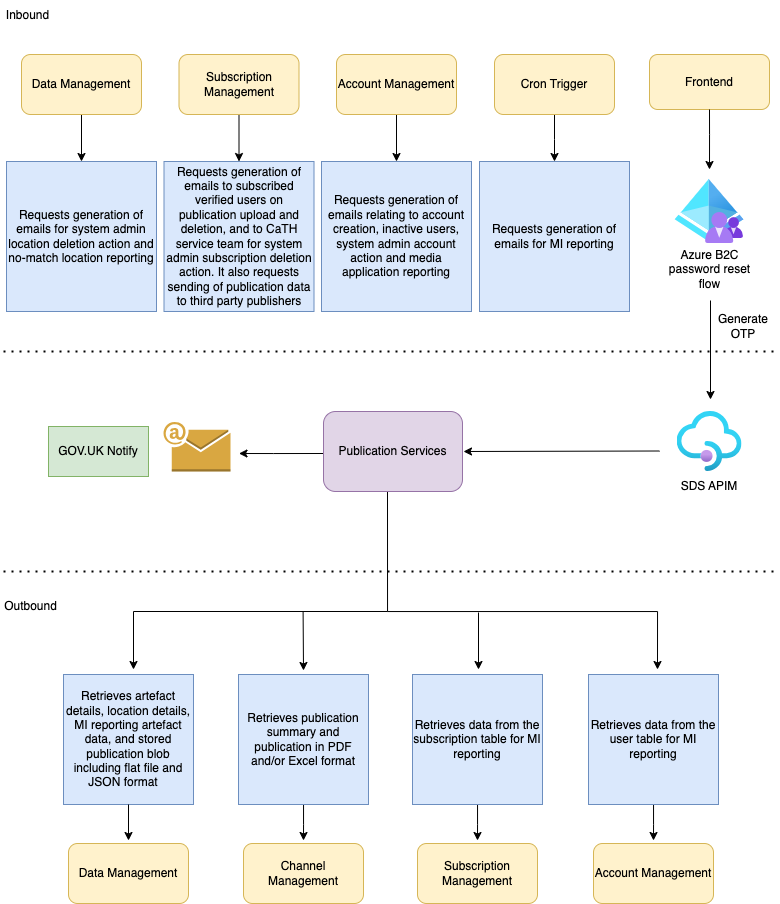 Inbound
Data Management
Subscription
Management
Account Management
Cron Trigger
Frontend
Requests generation of
emails for system admin
location deletion action and
no-match location reporting
Requests generation of
emails to subscribed
verified users on
publication upload and
deletion, and to CaTH
service team for system
admin subscription deletion
action. It also requests
sending of publication data
to third party publishers
Requests generation of
emails relating to account
creation, inactive users,
system admin account
action and media
application reporting
Requests generation of
emails for MI reporting
Azure B2C
password reset
flow
Generate
OTP
GOV.UK Notify
@
Publication Services
SDS APIM
Outbound
Retrieves artefact
details, location details,
MI reporting artefact
data, and stored
publication blob
including flat file and
JSON format
Retrieves publication
summary and
publication in PDF
and/or Excel format
Retrieves data from the
subscription table for MI
reporting
Retrieves data from the
user table for MI
reporting
Data Management
Channel
Management
Subscription
Management
Account Management